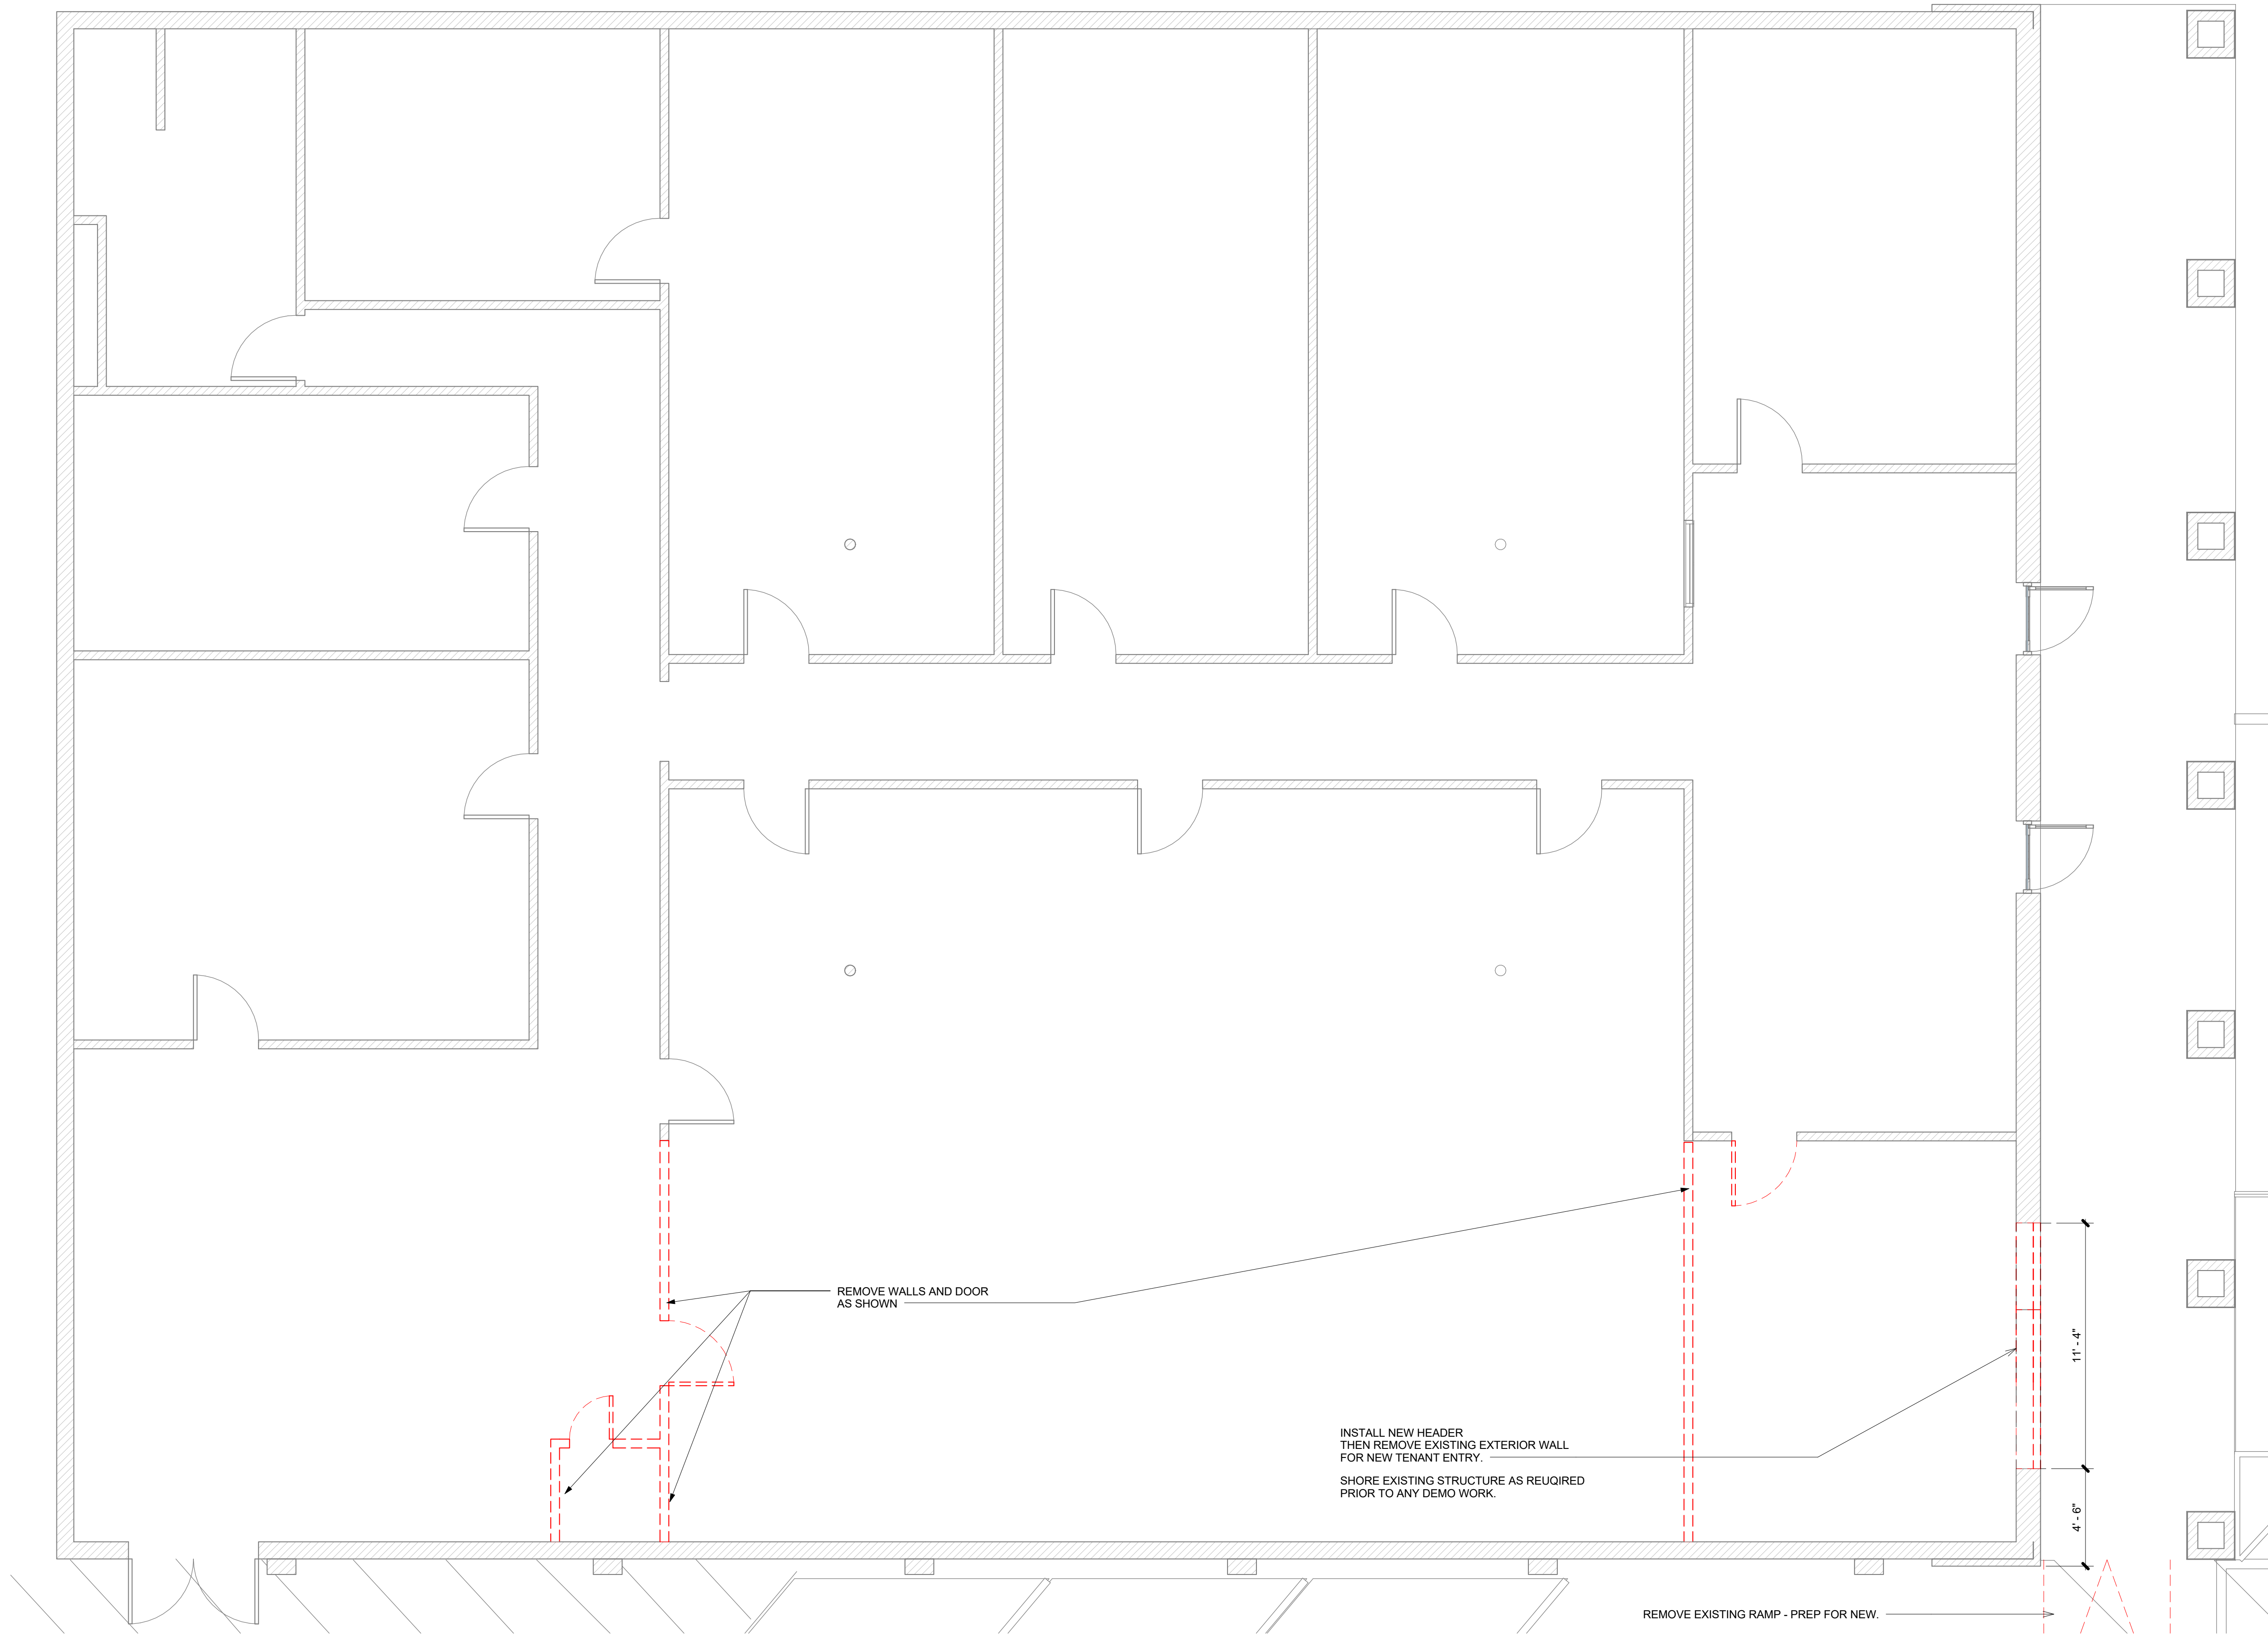 REMOVE WALLS AND DOOR
AS SHOWN
11' - 4"
INSTALL NEW HEADER
THEN REMOVE EXISTING EXTERIOR WALL
FOR NEW TENANT ENTRY.
SHORE EXISTING STRUCTURE AS REUQIRED
PRIOR TO ANY DEMO WORK.
4' - 6"
REMOVE EXISTING RAMP - PREP FOR NEW.